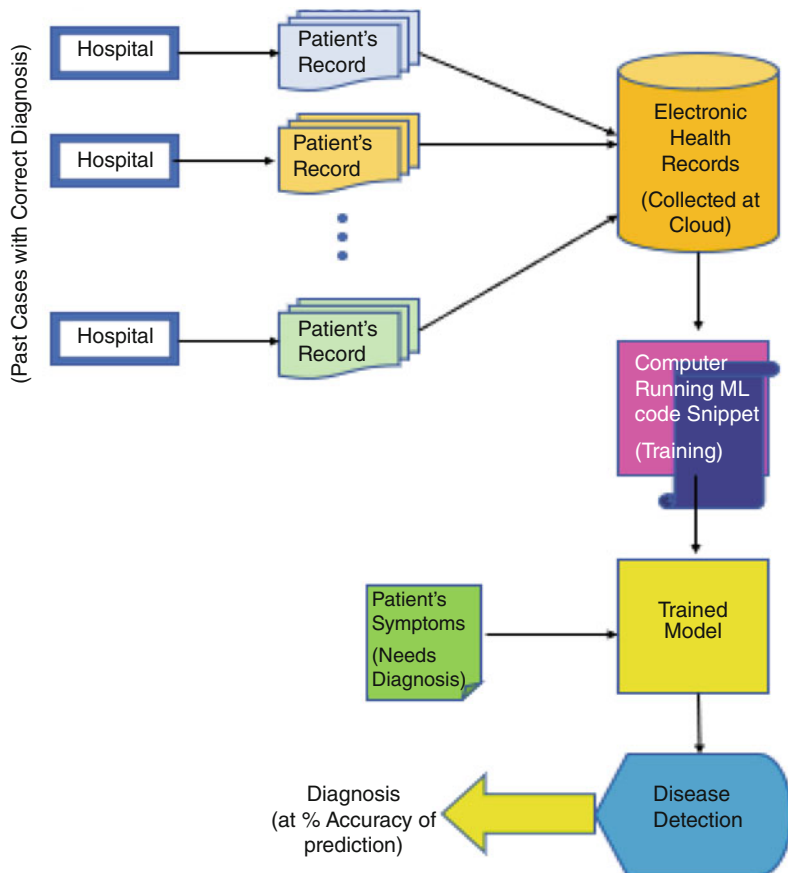 (Past Cases with Correct Diagnosis)
Hospital
Patient's
Record
Hospital
Patient's
Record
Hospital
Patient's
Record
Electronic
Health
Records
(Collected at
Cloud)
Computer
Running ML
code Snippet
(Training)
Patient's
Symptoms
(Needs
Diagnosis)
Trained
Model
Disease
Detection
Diagnosis
(at % Accuracy of
prediction)